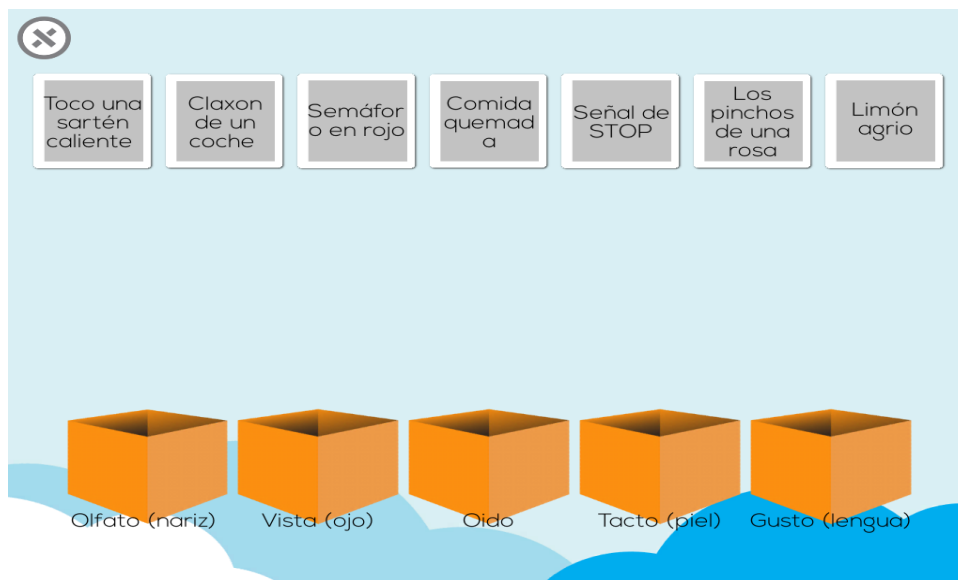 Toco una
sartén
caliente
Claxon
de un
coche
Semáfor
o en rojo
Comida
quemad
a
Señal de
STOP
Los
pinchos
de una
rosa
Limón
agrio
Olfato (nariz)
Vista (ojo)
Oido
Tacto (piel)
Gusto (lengua)